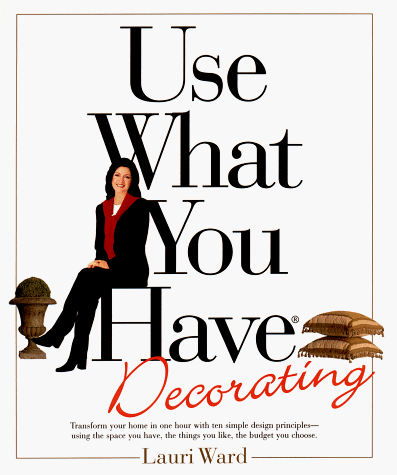 Use
What
You
Have®
Decorating
Transform your home in one hour with ten simple design principles—
using the space you have, the things you like, the budget you choose.
Lauri Ward